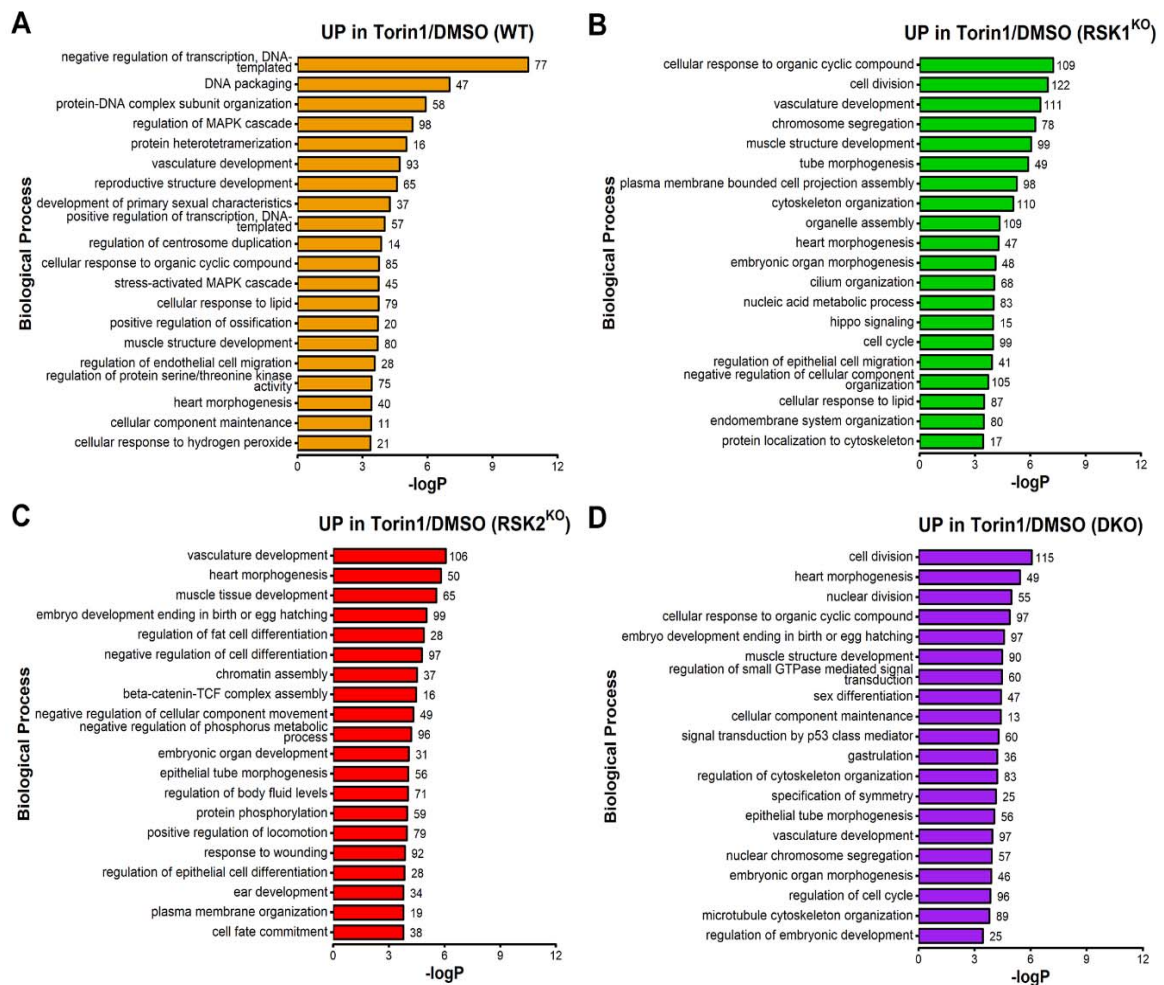 A
UP in Torin1/DMSO (WT)
Biological Process
negative regulation of transcription, DNA-
templated
77
DNA packaging 47
protein-DNA complex subunit organization 58
regulation of MAPK cascade 98
protein heterotetramerization 16
vasculature development 93
reproductive structure development 65
development of primary sexual characteristics 37
positive regulation of transcription, DNA-
templated
57
regulation of centrosome duplication 14
cellular response to organic cyclic compound 85
stress-activated MAPK cascade 45
cellular response to lipid 79
positive regulation of ossification 20
muscle structure development 80
regulation of endothelial cell migration 28
regulation of protein serine/threonine kinase
activity
75
heart morphogenesis 40
cellular component maintenance 11
cellular response to hydrogen peroxide 21
0 3 6 9 12
-logP
B
UP in Torin1/DMSO (RSK1KO)
Biological Process
cellular response to organic cyclic compound 109
cell division 122
vasculature development 111
chromosome segregation 78
muscle structure development 99
tube morphogenesis 49
plasma membrane bounded cell projection assembly 98
cytoskeleton organization 110
organelle assembly 109
heart morphogenesis 47
embryonic organ morphogenesis 48
cilium organization 68
nucleic acid metabolic process 83
hippo signaling 15
cell cycle 99
regulation of epithelial cell migration 41
negative regulation of cellular component
organization
105
cellular response to lipid 87
endomembrane system organization 80
protein localization to cytoskeleton 17
0 3 6 9 12
-logP
C
UP in Torin1/DMSO (RSK2KO)
Biological Process
vasculature development 106
heart morphogenesis 50
muscle tissue development 65
embryo development ending in birth or egg hatching 99
regulation of fat cell differentiation 28
negative regulation of cell differentiation 97
chromatin assembly 37
beta-catenin-TCF complex assembly 16
negative regulation of cellular component movement 49
negative regulation of phosphorus metabolic
process
96
embryonic organ development 31
epithelial tube morphogenesis 56
regulation of body fluid levels 71
protein phosphorylation 59
positive regulation of locomotion 79
response to wounding 92
regulation of epithelial cell differentiation 28
ear development 34
plasma membrane organization 19
cell fate commitment 38
0 3 6 9 12
-logP
D
UP in Torin1/DMSO (DKO)
Biological Process
cell division 115
heart morphogenesis 49
nuclear division 55
cellular response to organic cyclic compound 97
embryo development ending in birth or egg hatching 97
muscle structure development 90
regulation of small GTPase mediated signal
transduction
60
sex differentiation 47
cellular component maintenance 13
signal transduction by p53 class mediator 60
gastrulation 36
regulation of cytoskeleton organization 83
specification of symmetry 25
epithelial tube morphogenesis 56
vasculature development 97
nuclear chromosome segregation 57
embryonic organ morphogenesis 46
regulation of cell cycle 96
microtubule cytoskeleton organization 89
regulation of embryonic development 25
0 3 6 9 12
-logP